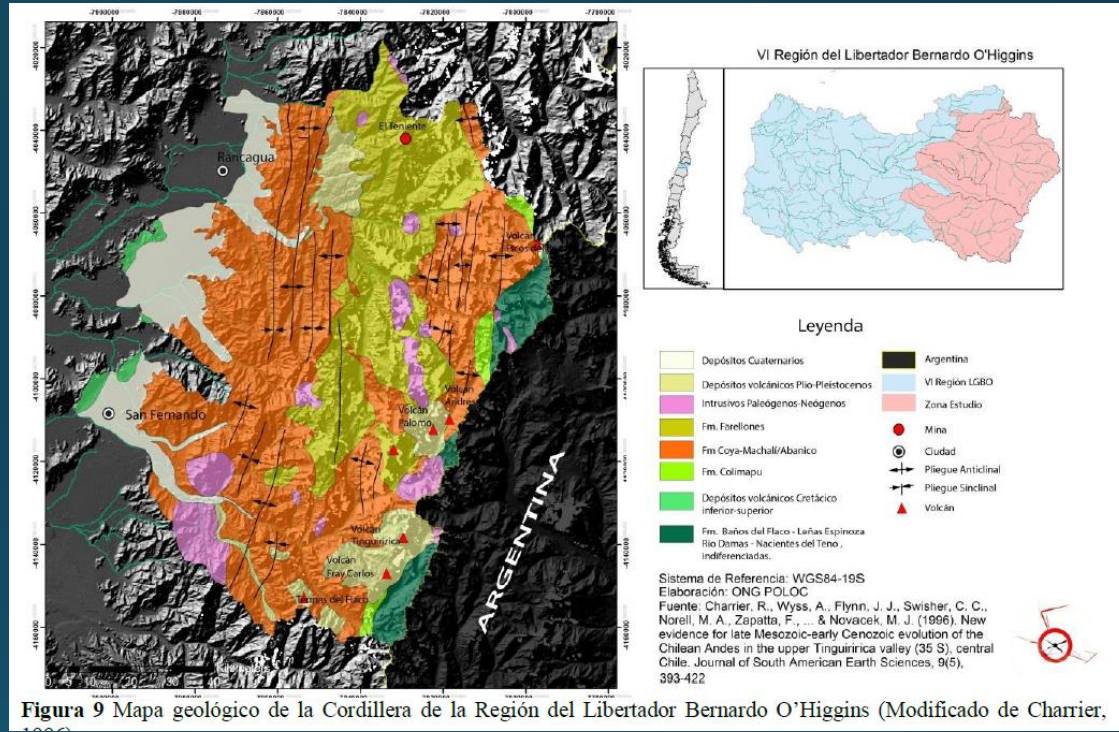 VI Región del Libertador Bernardo O'Higgins
El Teniente
Rancagua
Volcán
San Fernando
Volcán
Andres
Volcán
Palomo
Volcán
Tinguiririca
Volcán
Fray Carlos
Termas del Flaco
ARGENTINA
Leyenda
Depósitos Cuaternarios
Depósitos volcánicos Plio-Pleistocenos
Intrusivos Paleógenos-Neógenos
Fm. Farellones
Fm Coya-Machalí/Abanico
Fm. Colimapu
Depósitos volcánicos Cretácico
inferior-superior
Fm. Baños del Flaco - Leñas Espinoza
Rio Damas - Nacientes del Teno ,
indiferenciadas.
Argentina
VI Región LGBO
Zona Estudio
Mina
Ciudad
Pliegue Anticlinal
Pliegue Sinclinal
Volcán
Sistema de Referencia: WGS84-19S
Elaboración: ONG POLOC
Fuente: Charrier, R., Wyss, A., Flynn, J. J., Swisher, C. C.,
Norell, M. A., Zapatta, F., ... & Novacek, M. J. (1996). New
evidence for late Mesozoic-early Cenozoic evolution of the
Chilean Andes in the upper Tinguiririca valley (35 S), central
Chile. Journal of South American Earth Sciences, 9(5),
393-422
Figura 9 Mapa geológico de la Cordillera de la Región del Libertador Bernardo O’Higgins (Modificado de Charrier,